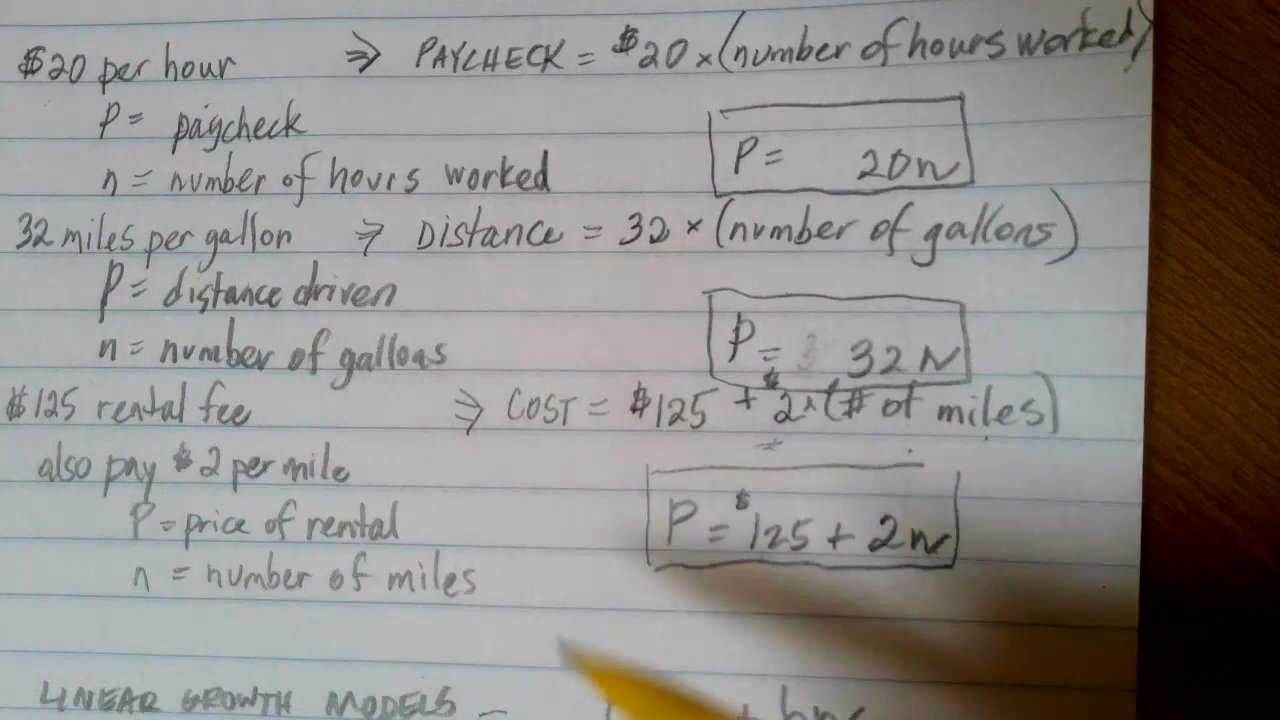 $20 per hour ⇒ PAYCHECK = $20 × (number of hours worked)
P = paycheck
P = 20n
n = number of hours worked
32 miles per gallon ⇒ DISTANCE = 32 × (number of gallons)
P = distance driven
n = number of gallons
P = 32n
$125 rental fee ⇒ COST = $125 + $2 × (# of miles)
also pay $2 per mile
P = price of rental
P = $125 + 2n
n = number of miles
LINEAR GROWTH MODELS –